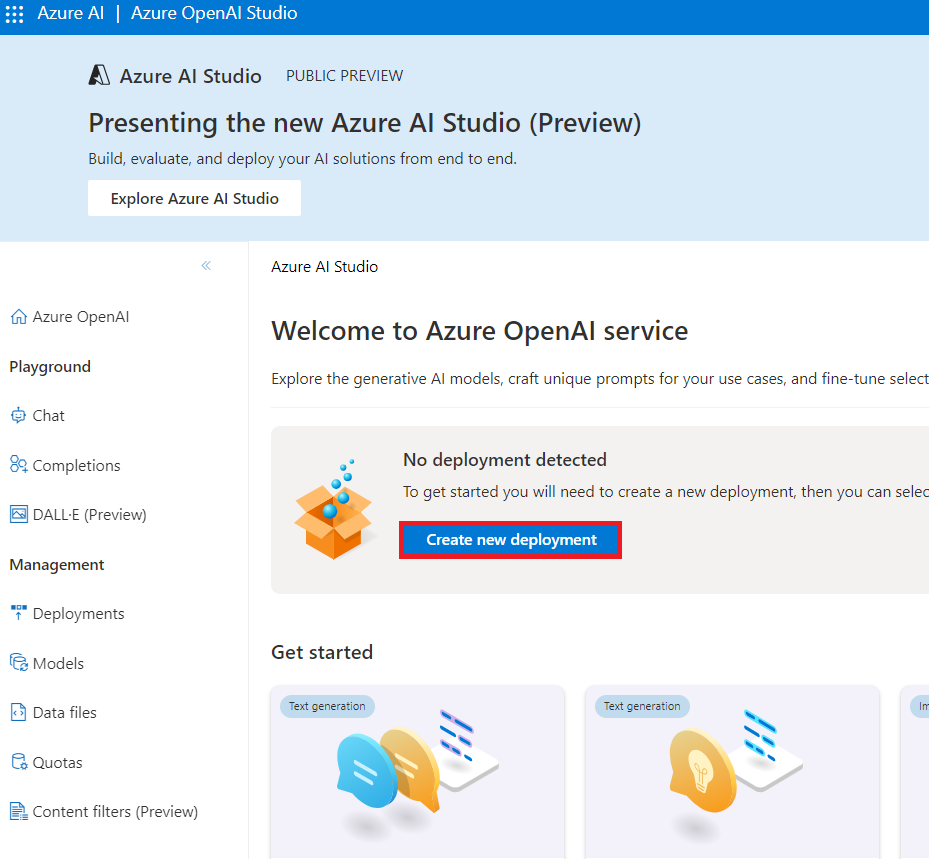 Azure AI | Azure OpenAI Studio
Azure AI Studio PUBLIC PREVIEW
Presenting the new Azure AI Studio (Preview)
Build, evaluate, and deploy your AI solutions from end to end.
Explore Azure AI Studio
Azure AI Studio
Azure OpenAI
Playground
Chat
Completions
DALL·E (Preview)
Management
Deployments
Models
Data files
Quotas
Content filters (Preview)
Welcome to Azure OpenAI service
Explore the generative AI models, craft unique prompts for your use cases, and fine-tune select
No deployment detected
To get started you will need to create a new deployment, then you can selec
Create new deployment
Get started
Text generation
Text generation
Im